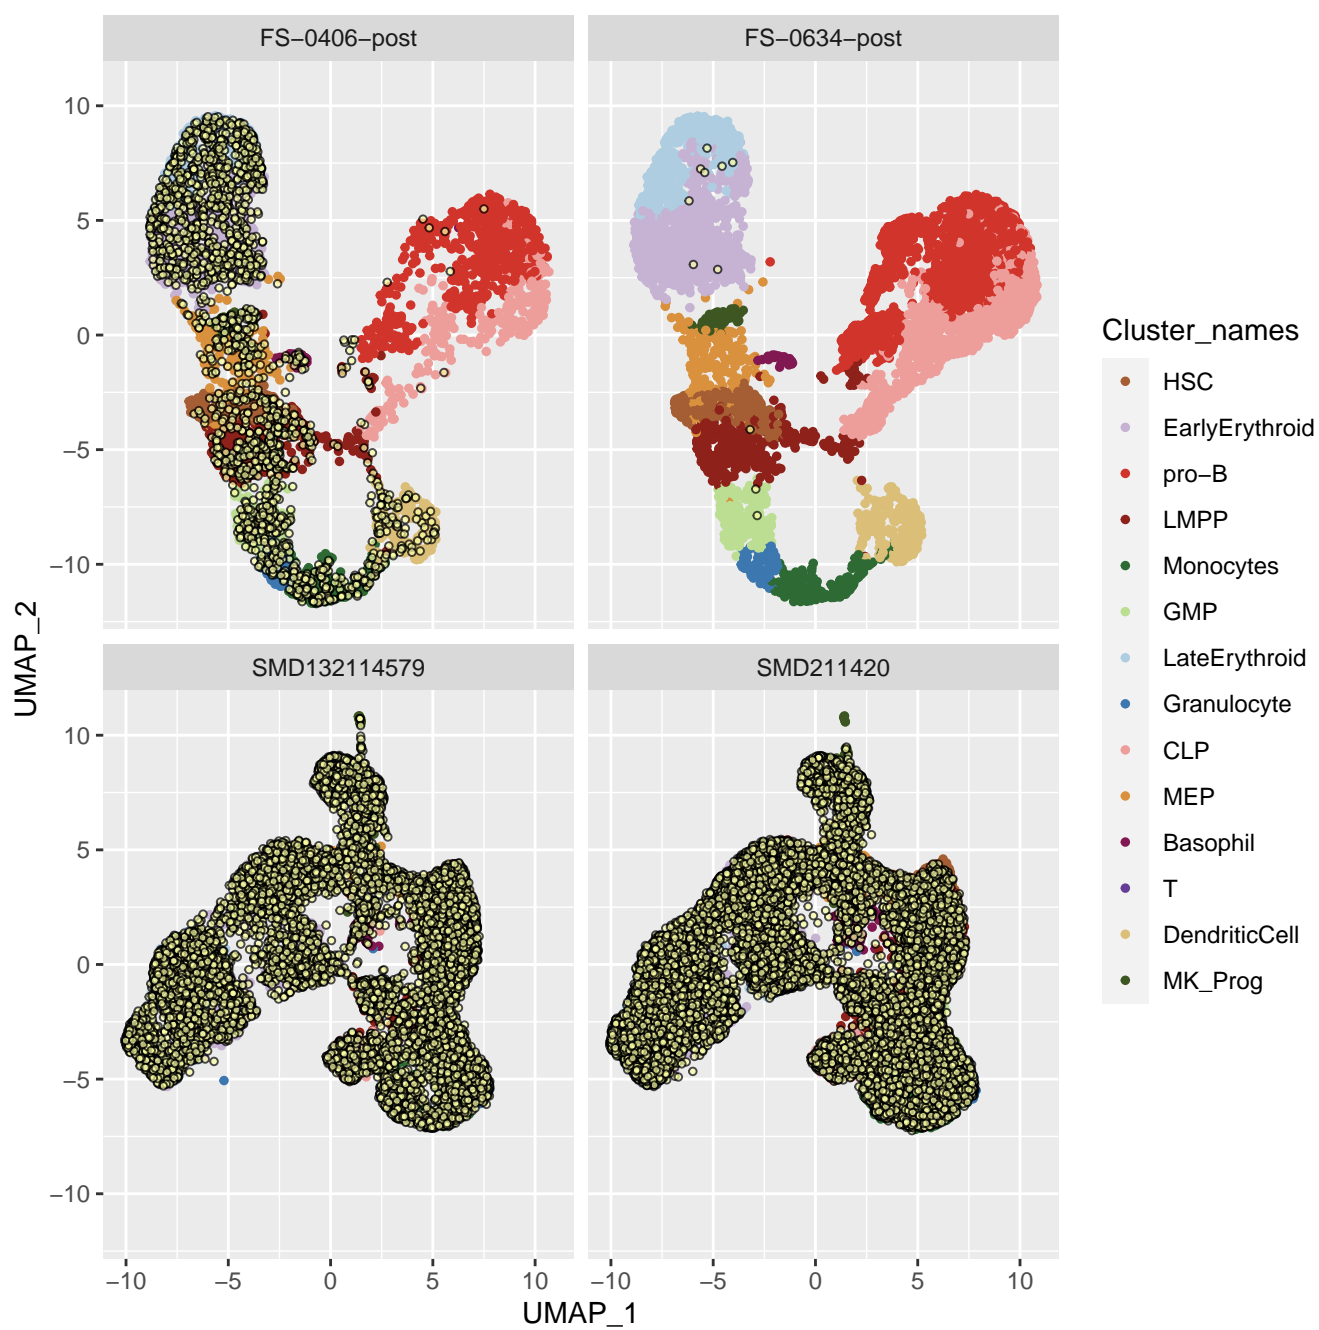 FS−0406−post
FS−0634−post
10
5
0
−5
−10
SMD132114579
SMD211420
10
5
0
−5
−10
−10
−5
0
5
10
−10
−5
0
5
10
UMAP_1
UMAP_2
Cluster_names
HSC
EarlyErythroid
pro−B
LMPP
Monocytes
GMP
LateErythroid
Granulocyte
CLP
MEP
Basophil
T
DendriticCell
MK_Prog